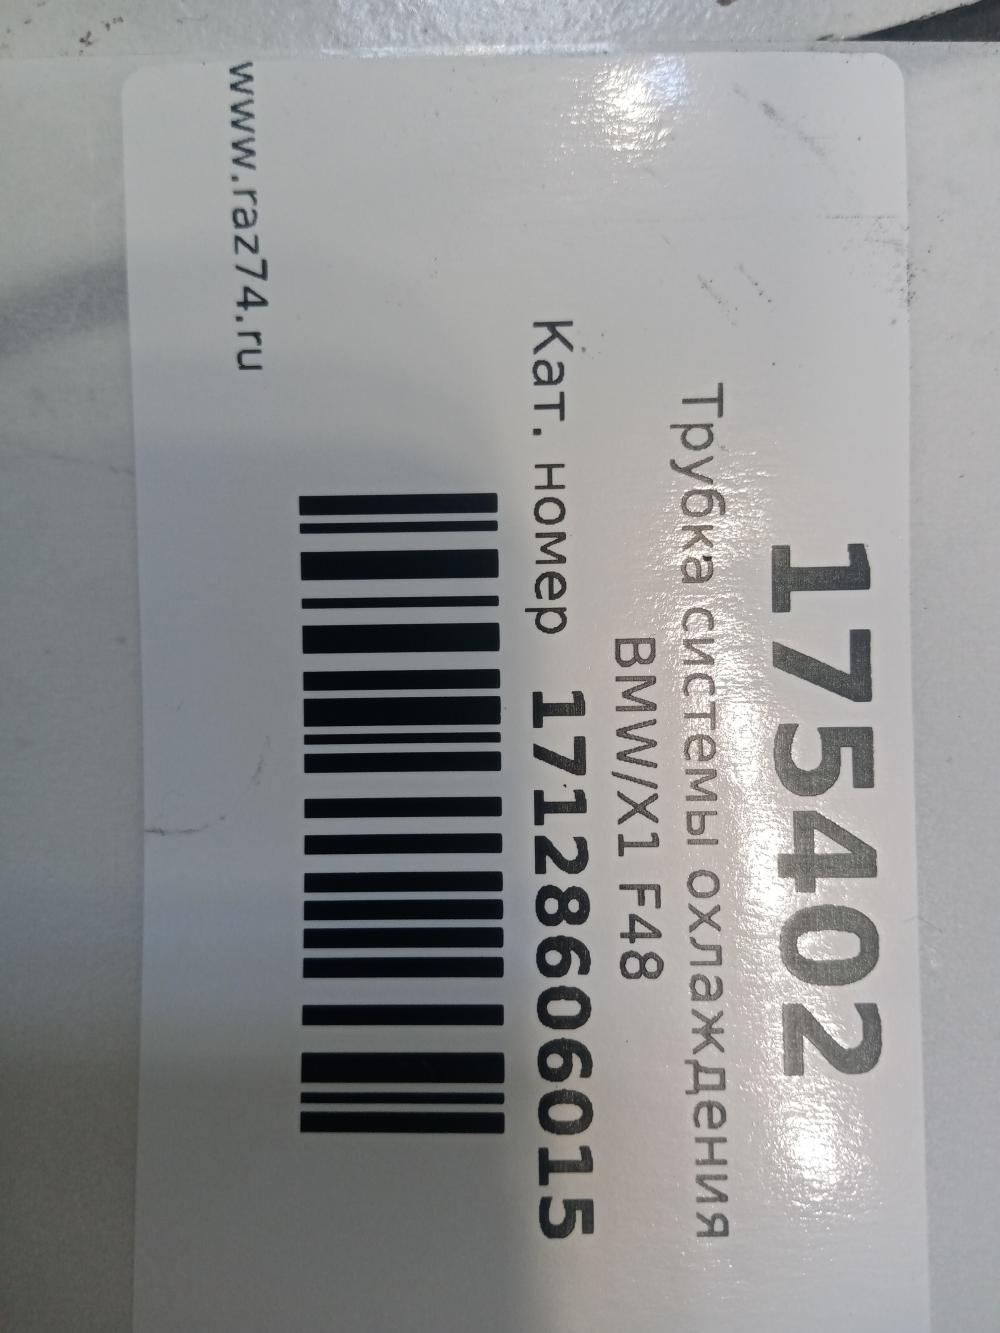 175402
Трубка системы охлаждения
BMW/X1 F48
Кат. номер 17128606015
www.raz74.ru